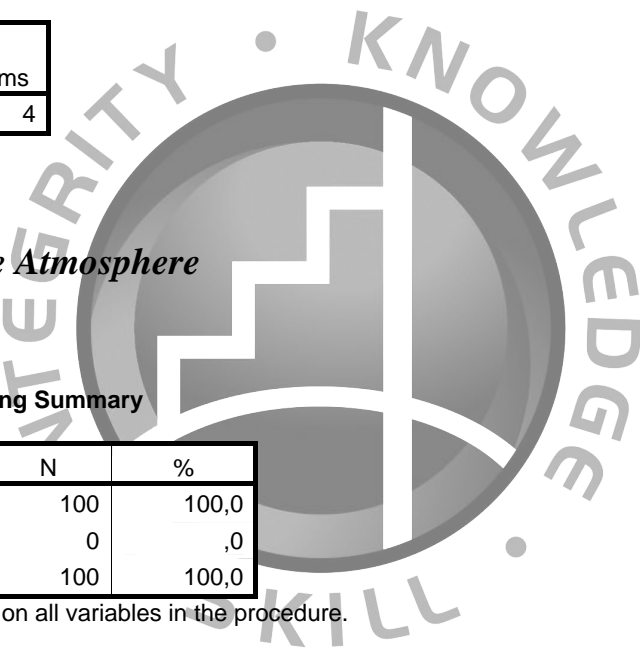 ms
4
INTEGRITY • KNOWLEDGE • SKILL
e Atmosphere
ng Summary
N %
100 100,0
0 ,0
100 100,0
on all variables in the procedure.